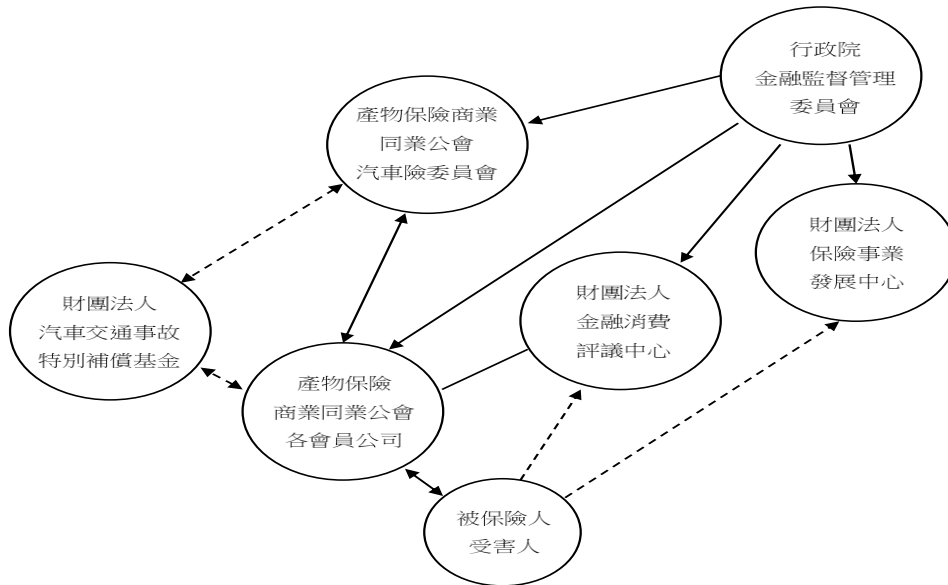 行政院
金融監督管理
委員會
產物保險商業
同業公會
汽車險委員會
財團法人
保險事業
發展中心
財團法人
金融消費
評議中心
財團法人
汽車交通事故
特別補償基金
產物保險
商業同業公會
各會員公司
被保險人
受害人